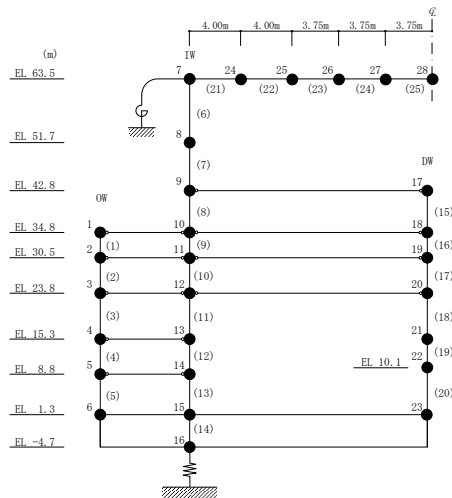 ℄
4.00m 4.00m 3.75m 3.75m 3.75m
(m) IW
EL 63.5 7 24 25 26 27 28
(21) (22) (23) (24) (25)
(6)
EL 51.7 8
(7) DW
EL 42.8 9 17
OW (8) (15)
EL 34.8 1 10 18
(1) (9) (16)
EL 30.5 2 11 19
(2) (10) (17)
EL 23.8 3 12 20
(3) (11) (18)
EL 15.3 4 13 21
(4) (12) (19)
EL 10.1 22
EL 8.8 5 14
(5) (13) (20)
EL 1.3 6 15 23
(14)
EL -4.7 16